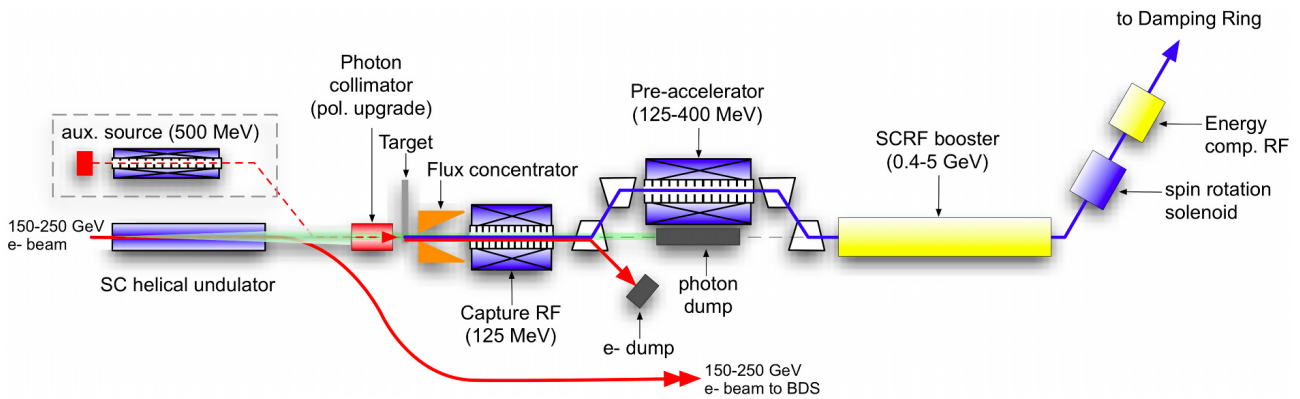 to Damping Ring
Photon
collimator
(pol. upgrade)
Pre-accelerator
(125-400 MeV)
aux. source (500 MeV)
Target
SCRF booster
(0.4-5 GeV)
Energy
comp. RF
Flux concentrator
spin rotation
solenoid
150-250 GeV
e- beam
SC helical undulator
photon
dump
Capture RF
(125 MeV)
e- dump
150-250 GeV
e- beam to BDS